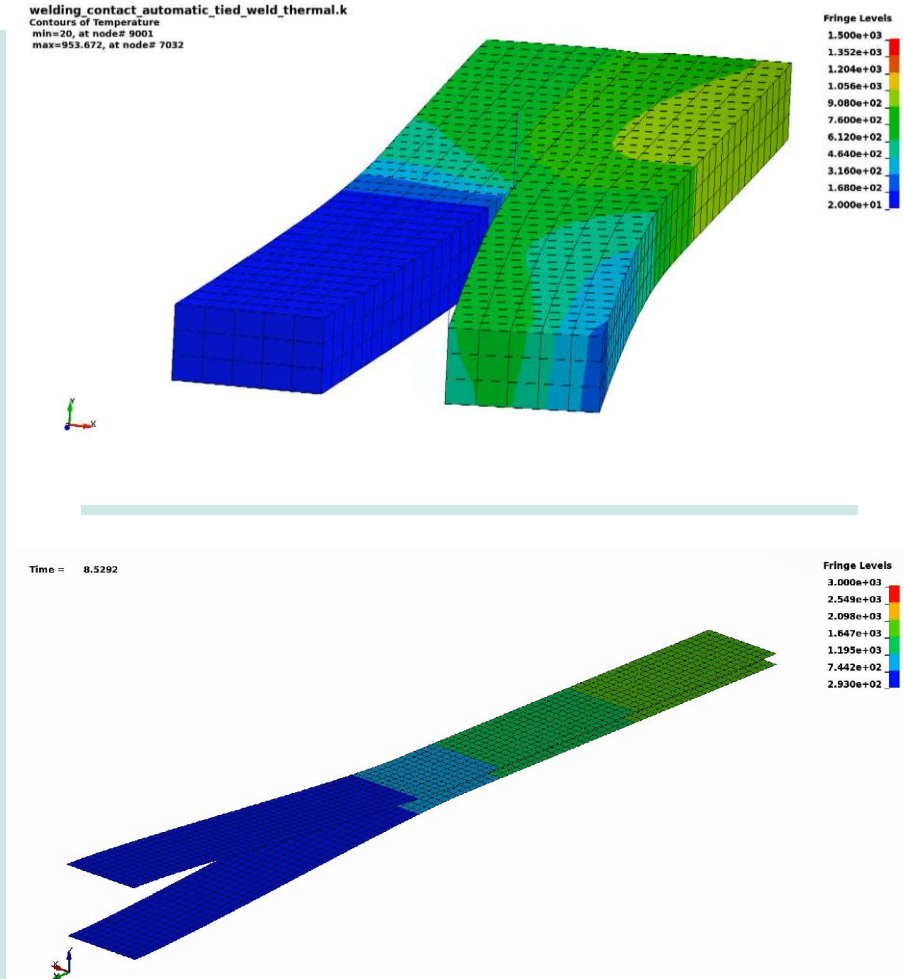 welding_contact_automatic_tied_weld_thermal.k
Contours of Temperature
min=20, at node# 9001
max=953.672, at node# 7032
Fringe Levels
1.500e+03
1.352e+03
1.204e+03
1.056e+03
9.080e+02
7.600e+02
6.120e+02
4.640e+02
3.160e+02
1.680e+02
2.000e+01
Y
X
Time = 8.5292
Fringe Levels
3.000e+03
2.549e+03
2.098e+03
1.647e+03
1.195e+03
7.442e+02
2.930e+02